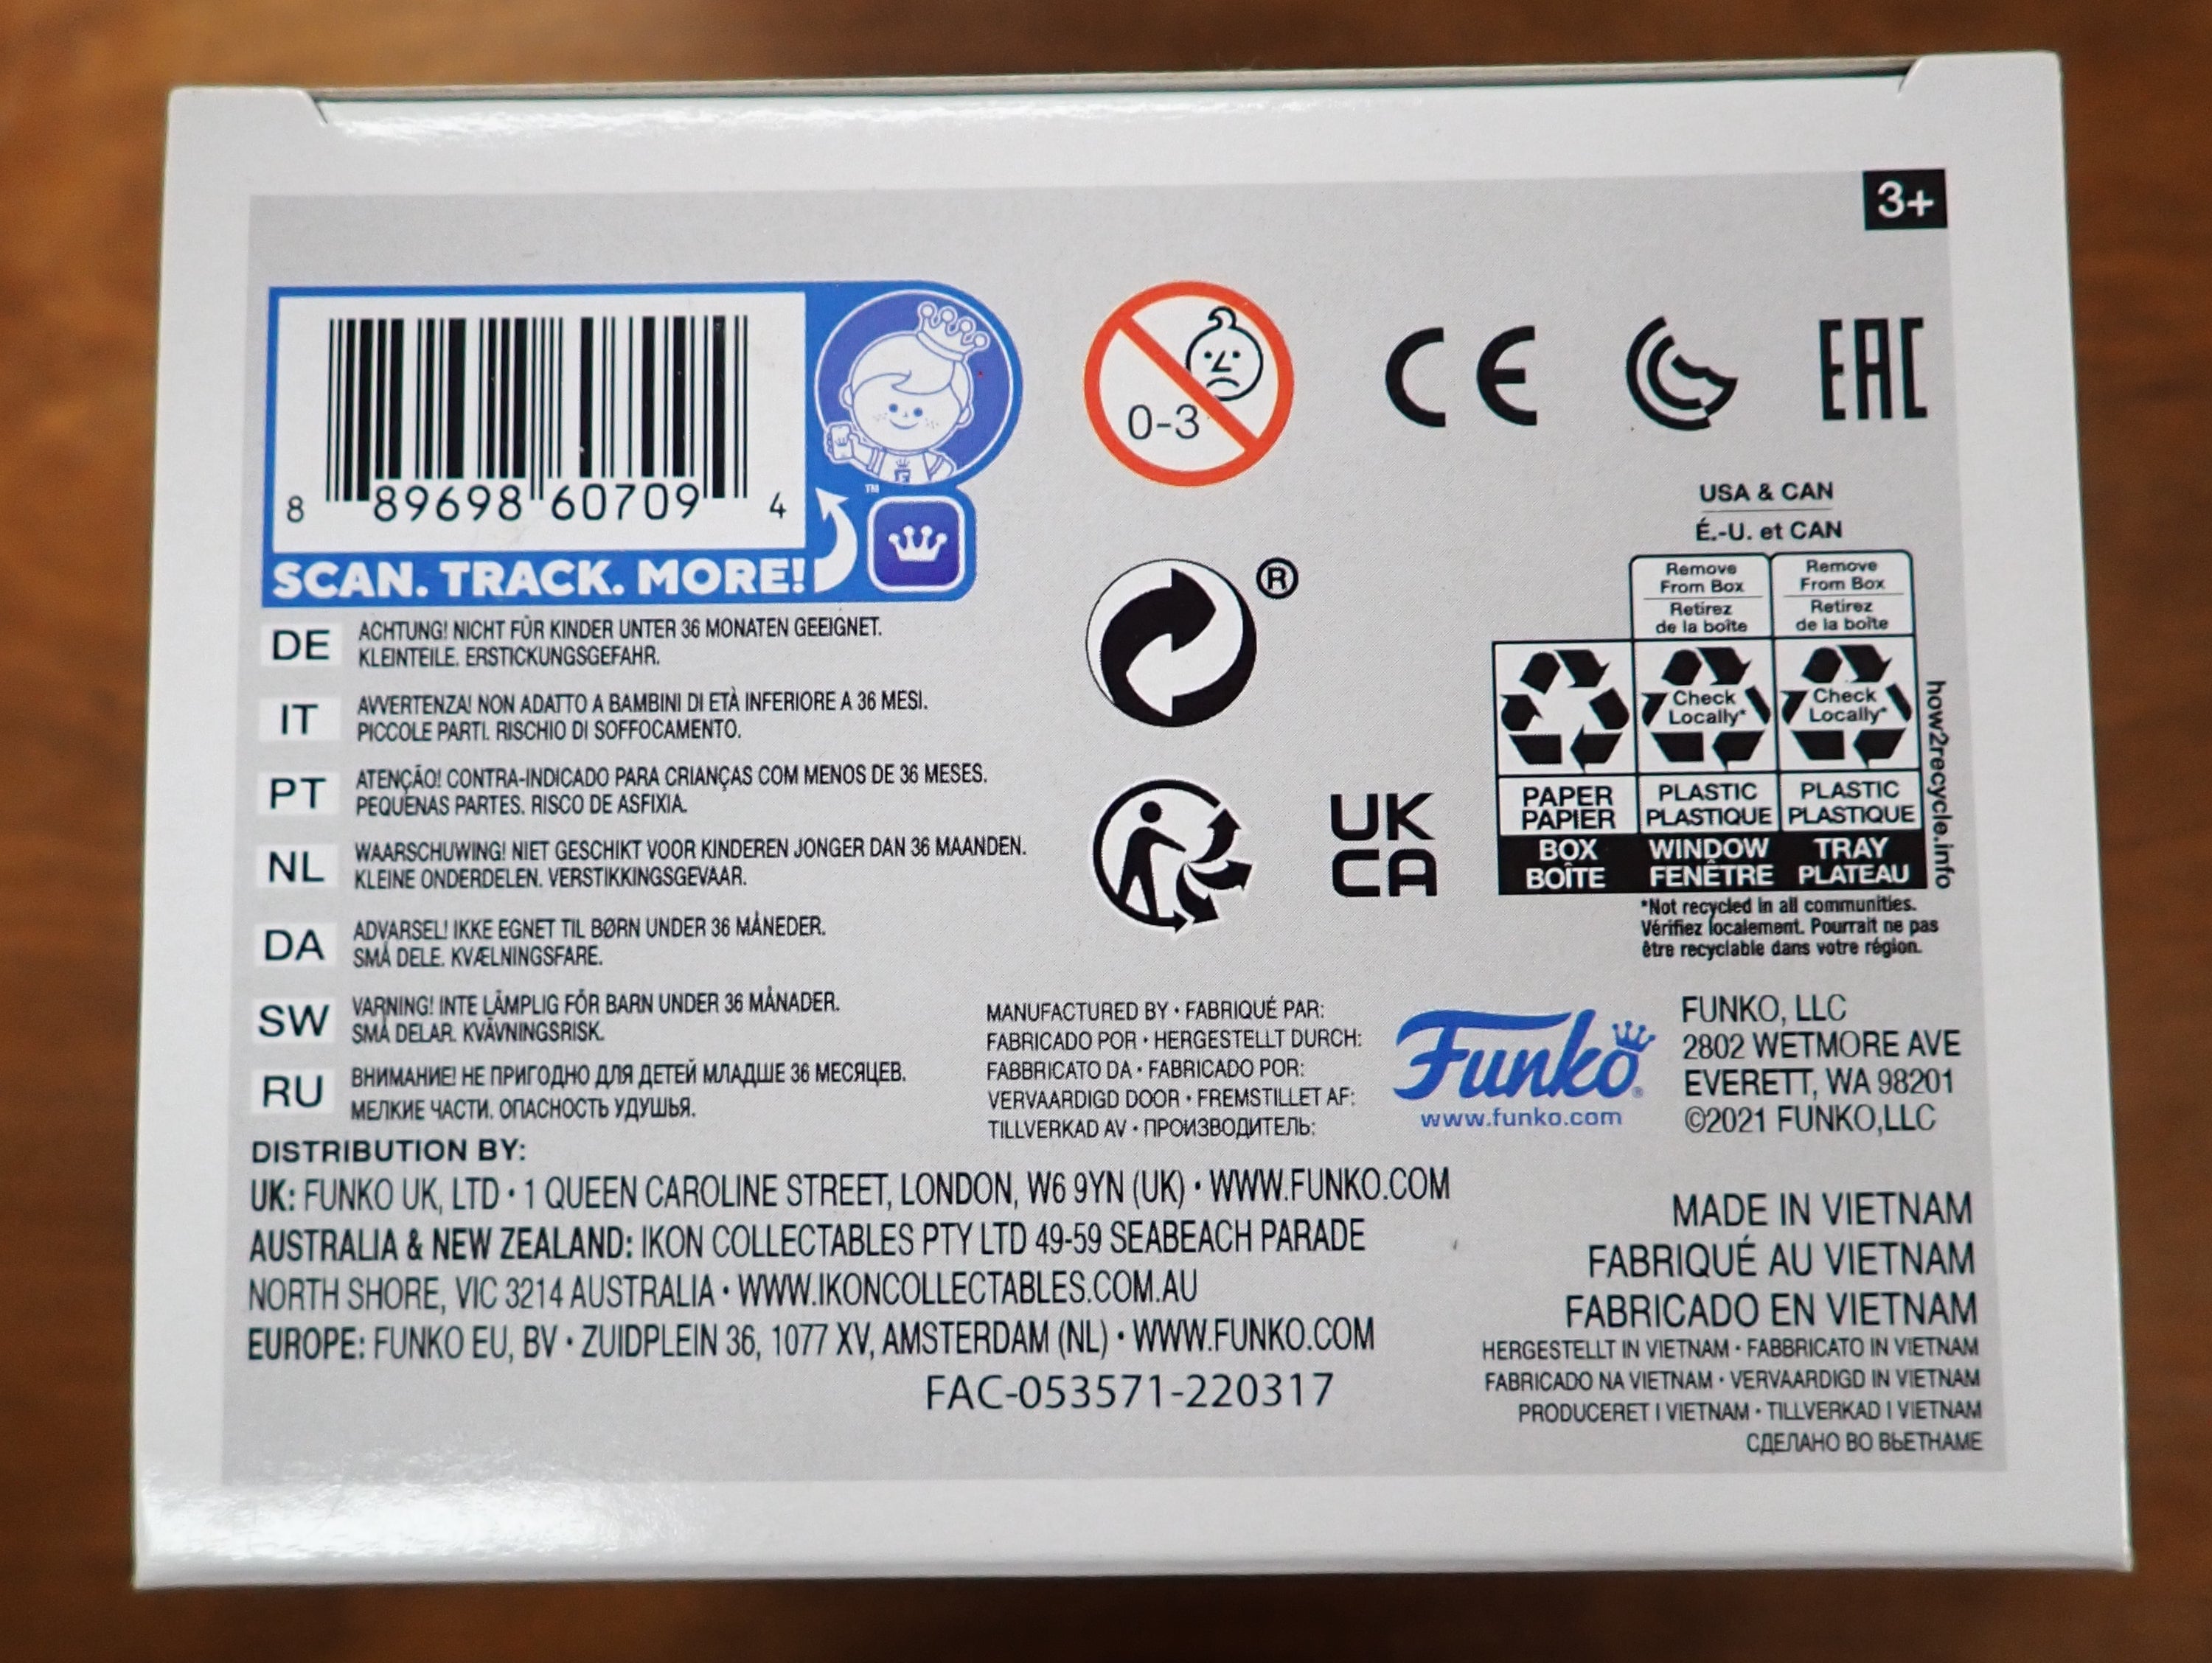 3+
8 89698 60709 4
™
SCAN. TRACK. MORE!
0-3
CE
EAC
®
USA & CAN
É.-U. et CAN
Remove From Box
Retirez de la boîte
Remove From Box
Retirez de la boîte
Check Locally*
Check Locally*
PAPER PAPIER
PLASTIC PLASTIQUE
PLASTIC PLASTIQUE
BOX BOÎTE
WINDOW FENÊTRE
TRAY PLATEAU
how2recycle.info
*Not recycled in all communities.
Vérifiez localement. Pourrait ne pas
être recyclable dans votre région.
UK
CA
DE ACHTUNG! NICHT FÜR KINDER UNTER 36 MONATEN GEEIGNET.
KLEINTEILE. ERSTICKUNGSGEFAHR.
IT AVVERTENZA! NON ADATTO A BAMBINI DI ETÀ INFERIORE A 36 MESI.
PICCOLE PARTI. RISCHIO DI SOFFOCAMENTO.
PT ATENÇÃO! CONTRA-INDICADO PARA CRIANÇAS COM MENOS DE 36 MESES.
PEQUENAS PARTES. RISCO DE ASFIXIA.
NL WAARSCHUWING! NIET GESCHIKT VOOR KINDEREN JONGER DAN 36 MAANDEN.
KLEINE ONDERDELEN. VERSTIKKINGSGEVAAR.
DA ADVARSEL! IKKE EGNET TIL BØRN UNDER 36 MÅNEDER.
SMÅ DELE. KVÆLNINGSFARE.
SW VARNING! INTE LÄMPLIG FÖR BARN UNDER 36 MÅNADER.
SMÅ DELAR. KVÄVNINGSRISK.
RU ВНИМАНИЕ! НЕ ПРИГОДНО ДЛЯ ДЕТЕЙ МЛАДШЕ 36 МЕСЯЦЕВ.
МЕЛКИЕ ЧАСТИ. ОПАСНОСТЬ УДУШЬЯ.
MANUFACTURED BY • FABRIQUÉ PAR:
FABRICADO POR • HERGESTELLT DURCH:
FABBRICATO DA • FABRICADO POR:
VERVAARDIGD DOOR • FREMSTILLET AF:
TILLVERKAD AV • ПРОИЗВОДИТЕЛЬ:
Funko®
www.funko.com
FUNKO, LLC
2802 WETMORE AVE
EVERETT, WA 98201
©2021 FUNKO,LLC
DISTRIBUTION BY:
UK: FUNKO UK, LTD • 1 QUEEN CAROLINE STREET, LONDON, W6 9YN (UK) • WWW.FUNKO.COM
AUSTRALIA & NEW ZEALAND: IKON COLLECTABLES PTY LTD 49-59 SEABEACH PARADE
NORTH SHORE, VIC 3214 AUSTRALIA • WWW.IKONCOLLECTABLES.COM.AU
EUROPE: FUNKO EU, BV • ZUIDPLEIN 36, 1077 XV, AMSTERDAM (NL) • WWW.FUNKO.COM
FAC-053571-220317
MADE IN VIETNAM
FABRIQUÉ AU VIETNAM
FABRICADO EN VIETNAM
HERGESTELLT IN VIETNAM • FABBRICATO IN VIETNAM
FABRICADO NA VIETNAM • VERVAARDIGD IN VIETNAM
PRODUCERET I VIETNAM • TILLVERKAD I VIETNAM
СДЕЛАНО ВО ВЬЕТНАМЕ